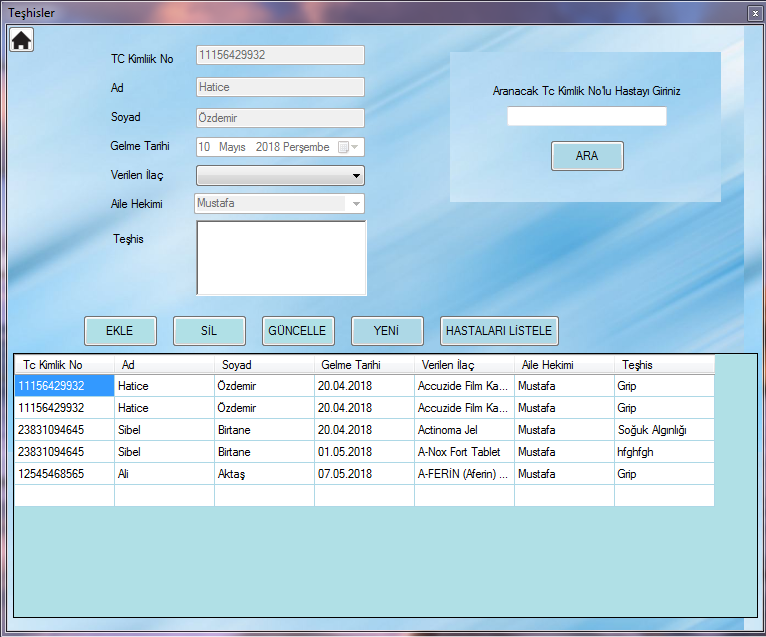 Teşhisler
x
TC Kimliik No 11156429932
Ad Hatice
Soyad Özdemir
Gelme Tarihi 10 Mayıs 2018 Perşembe
Verilen İlaç
Aile Hekimi Mustafa
Teşhis
Aranacak Tc Kimlik No'lu Hastayı Giriniz
ARA
EKLE SİL GÜNCELLE YENİ HASTALARI LİSTELE
Tc Kimlik No Ad Soyad Gelme Tarihi Verilen İlaç Aile Hekimi Teşhis
11156429932 Hatice Özdemir 20.04.2018 Accuzide Film Ka... Mustafa Grip
11156429932 Hatice Özdemir 20.04.2018 Accuzide Film Ka... Mustafa Grip
23831094645 Sibel Birtane 20.04.2018 Actinoma Jel Mustafa Soğuk Algınlığı
23831094645 Sibel Birtane 01.05.2018 A-Nox Fort Tablet Mustafa hfghfgh
12545468565 Ali Aktaş 07.05.2018 A-FERİN (Aferin) ... Mustafa Grip